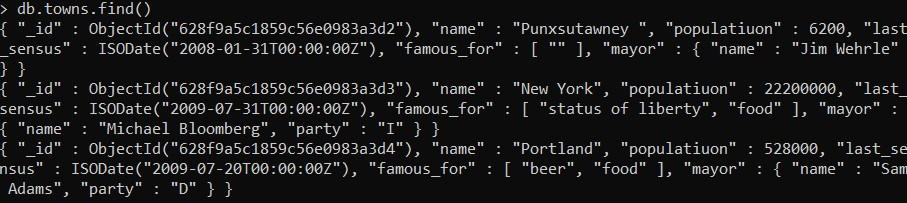 > db.towns.find()
{ "_id" : ObjectId("628f9a5c1859c56e0983a3d2"), "name" : "Punxsutawney ", "populatiuon" : 6200, "last
_sensus" : ISODate("2008-01-31T00:00:00Z"), "famous_for" : [ "" ], "mayor" : { "name" : "Jim Wehrle"
} }
{ "_id" : ObjectId("628f9a5c1859c56e0983a3d3"), "name" : "New York", "populatiuon" : 22200000, "last_
sensus" : ISODate("2009-07-31T00:00:00Z"), "famous_for" : [ "status of liberty", "food" ], "mayor" :
{ "name" : "Michael Bloomberg", "party" : "I" } }
{ "_id" : ObjectId("628f9a5c1859c56e0983a3d4"), "name" : "Portland", "populatiuon" : 528000, "last_se
nsus" : ISODate("2009-07-20T00:00:00Z"), "famous_for" : [ "beer", "food" ], "mayor" : { "name" : "Sam
 Adams", "party" : "D" } }